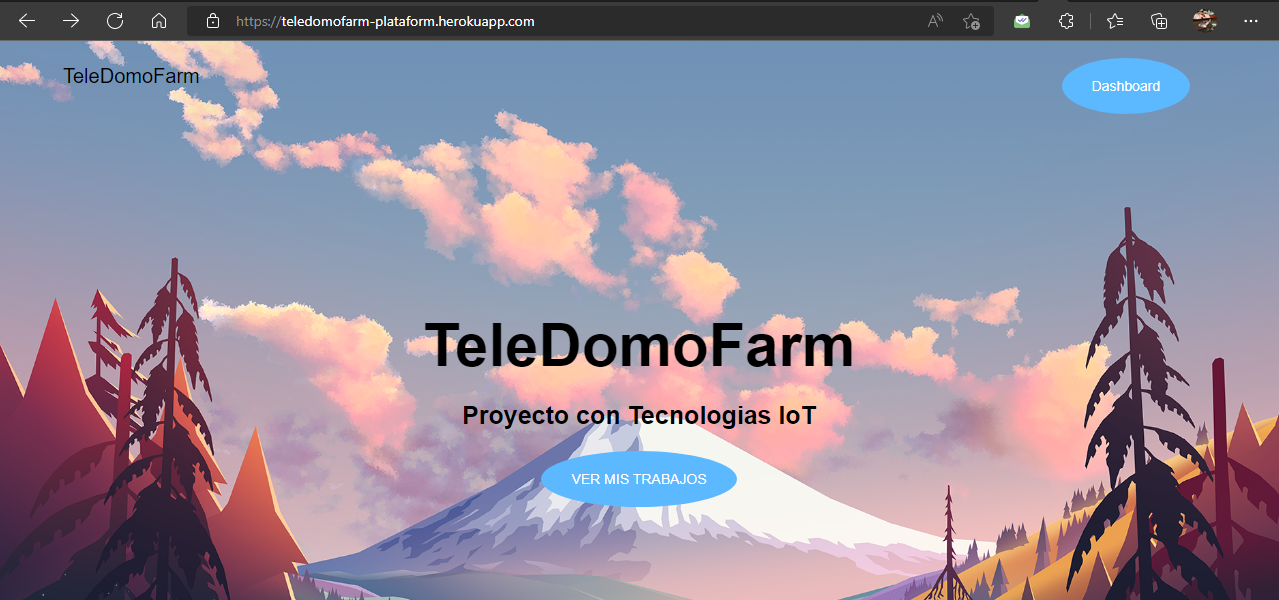 https://teledomofarm-plataform.herokuapp.com
TeleDomoFarm
Dashboard
TeleDomoFarm
Proyecto con Tecnologias IoT
VER MIS TRABAJOS